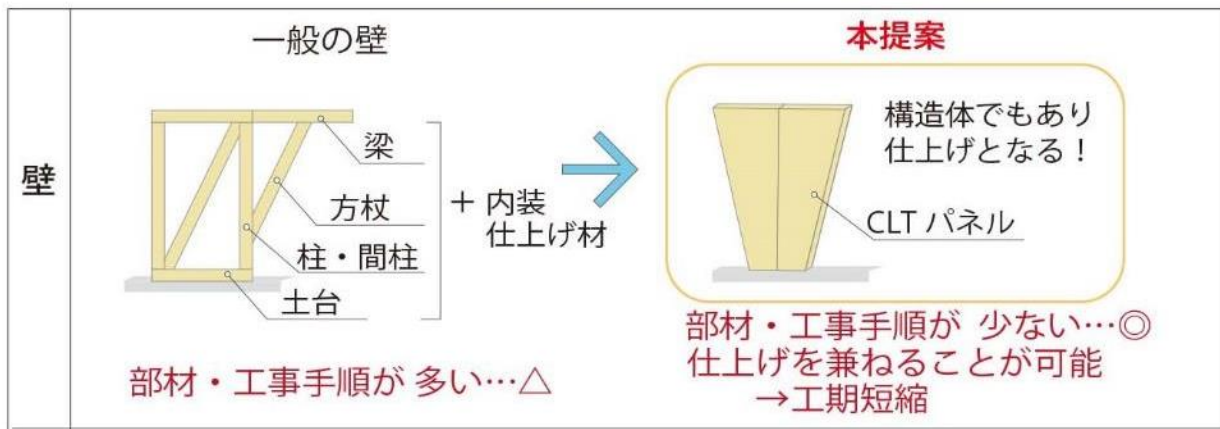 壁
一般の壁
梁
方杖
柱・間柱
土台
＋ 内装
仕上げ材
部材・工事手順が 多い…△
本提案
構造体でもあり
仕上げとなる！
CLT パネル
部材・工事手順が 少ない…◎
仕上げを兼ねることが可能
→工期短縮